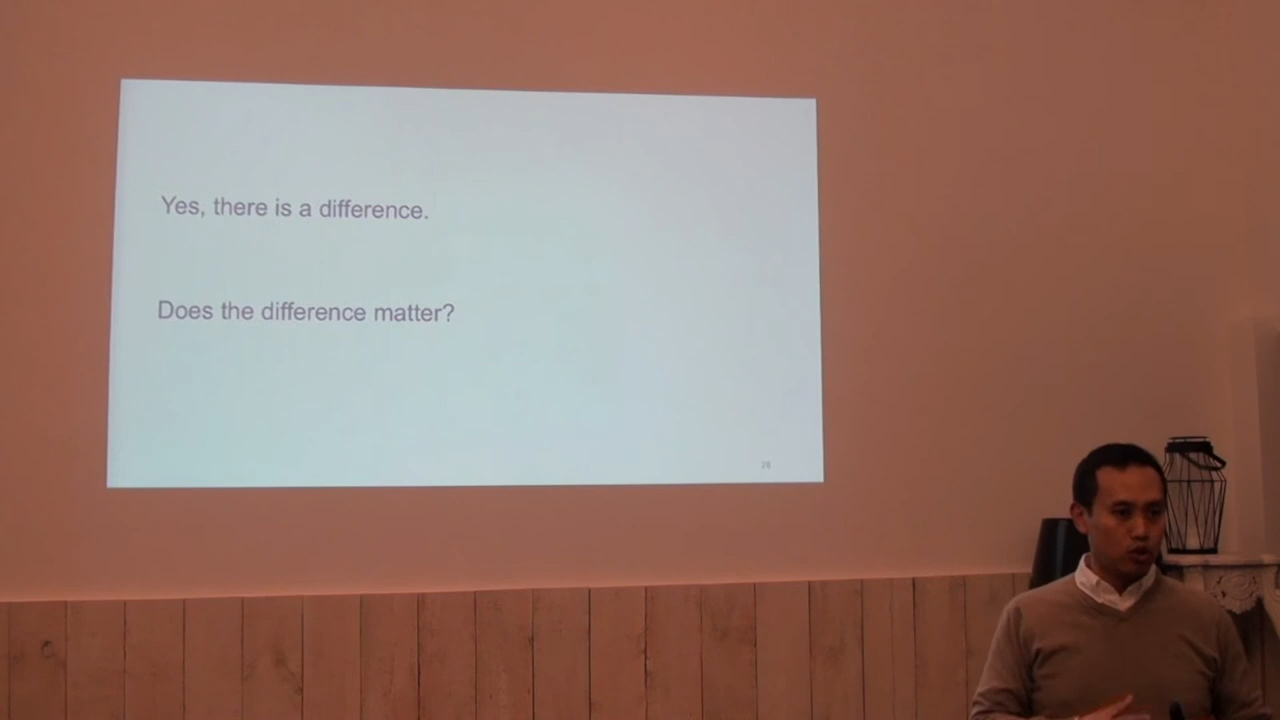 Yes, there is a difference.
Does the difference matter?